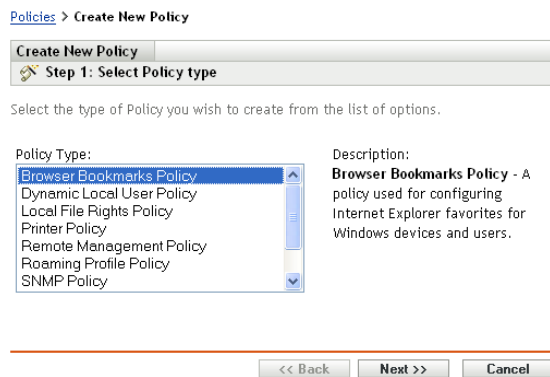 Policies > Create New Policy
Create New Policy
Step 1: Select Policy type
Select the type of Policy you wish to create from the list of options.
Policy Type:
Browser Bookmarks Policy
Dynamic Local User Policy
Local File Rights Policy
Printer Policy
Remote Management Policy
Roaming Profile Policy
SNMP Policy
Description:
Browser Bookmarks Policy - A
policy used for configuring
Internet Explorer favorites for
Windows devices and users.
<< Back
Next >>
Cancel